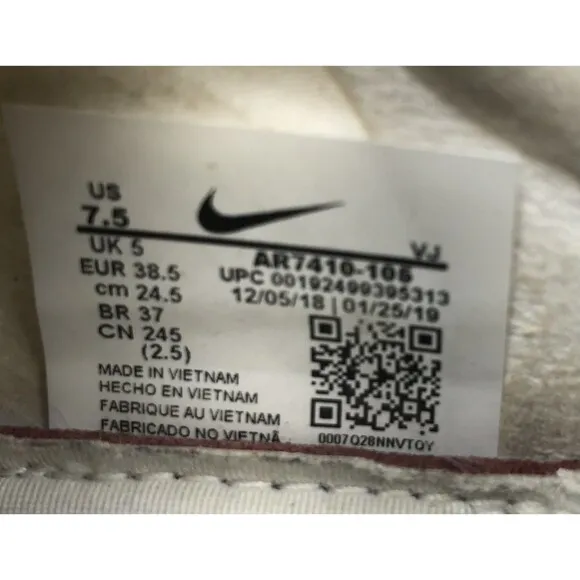 US
7.5
UK 5
EUR 38.5
cm 24.5
BR 37
CN 245
(2.5)
VJ
AR7410-105
UPC 00192499395313
12/05/18 | 01/25/19
MADE IN VIETNAM
HECHO EN VIETNAM
FABRIQUE AU VIETNAM
FABRICADO NO VIETNÃ
0007Q28NNVTQY